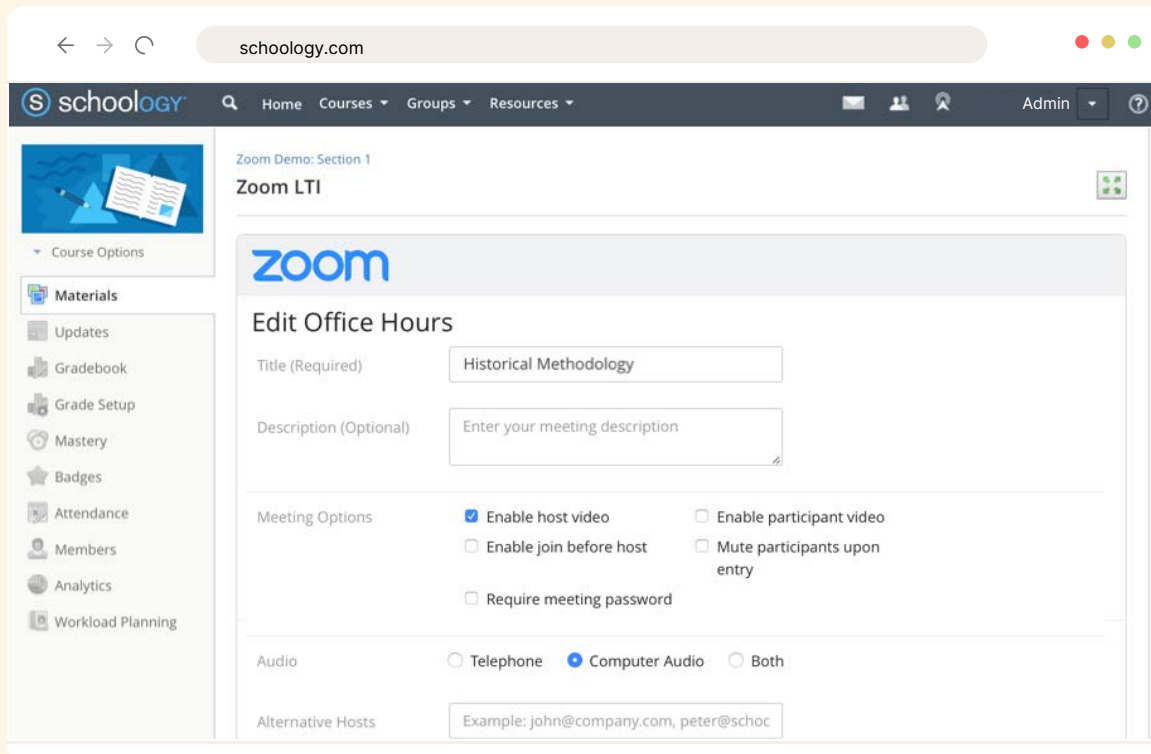 schoology.com
S schoology Home Courses Groups Resources Admin ?
Zoom Demo: Section 1
Zoom LTI
Course Options
Materials
Updates
Gradebook
Grade Setup
Mastery
Badges
Attendance
Members
Analytics
Workload Planning
zoom
Edit Office Hours
Title (Required) Historical Methodology
Description (Optional) Enter your meeting description
Meeting Options Enable host video Enable participant video
Enable join before host Mute participants upon
entry
Require meeting password
Audio Telephone Computer Audio Both
Alternative Hosts Example: john@company.com, peter@schoc